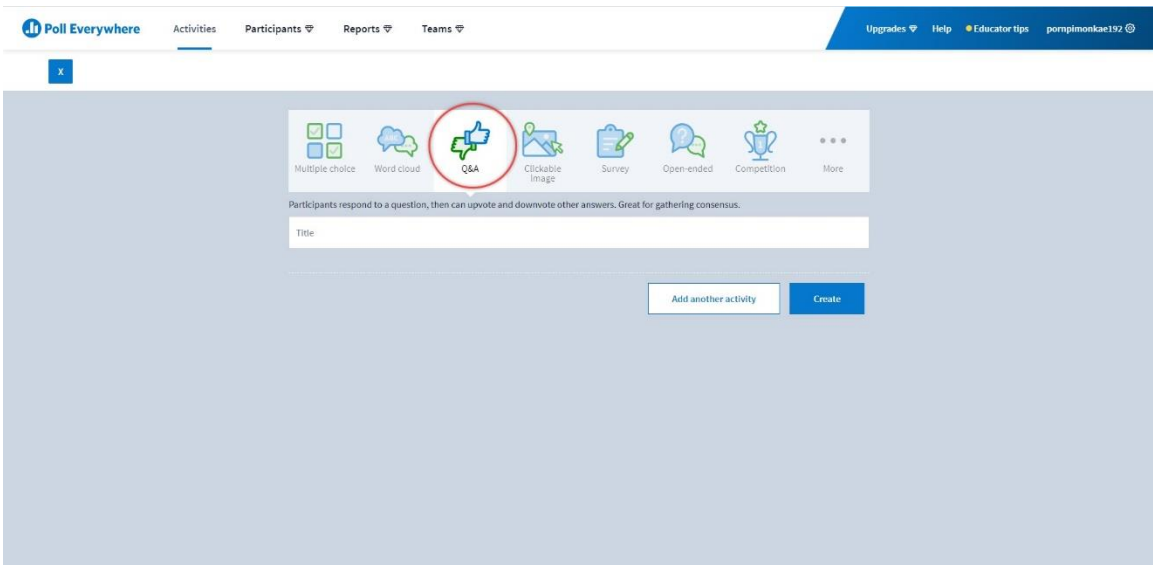 Poll Everywhere Activities Participants Reports Teams Upgrades Help Educator tips pornpimonkae192
X
Multiple choice Word cloud Q&A Clickable image Survey Open-ended Competition More
Participants respond to a question, then can upvote and downvote other answers. Great for gathering consensus.
Title
Add another activity Create